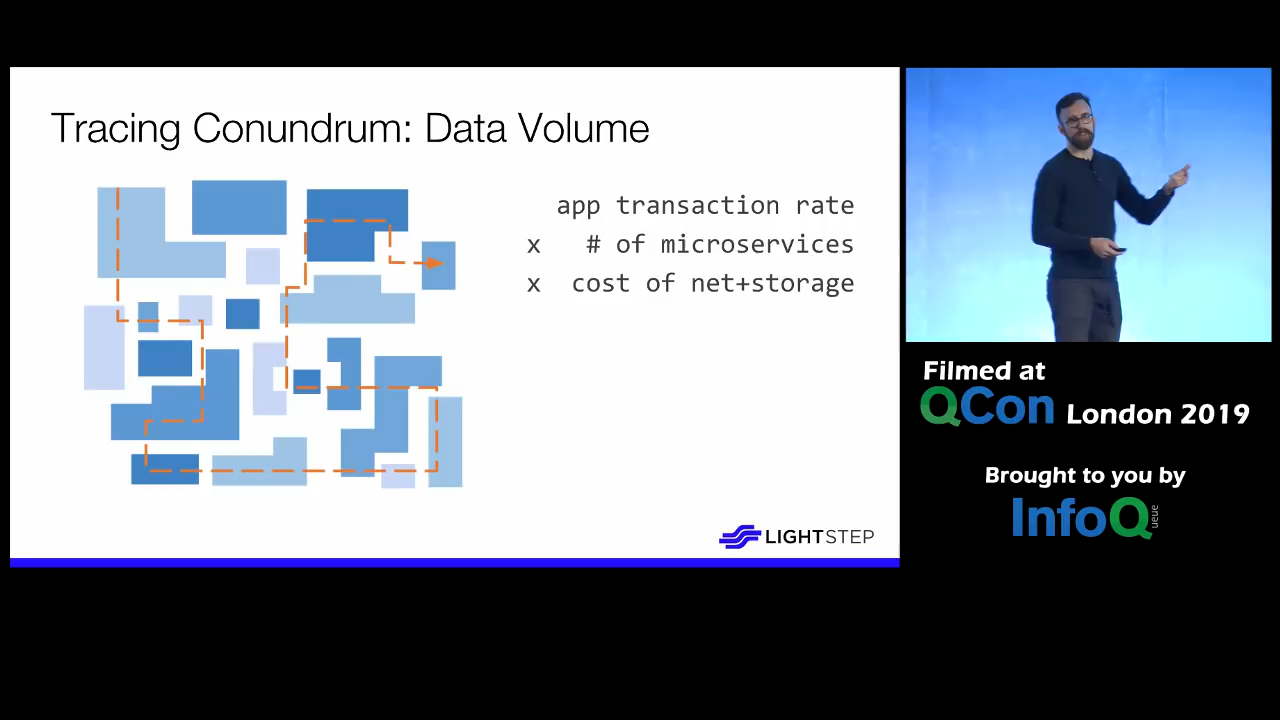 Tracing Conundrum: Data Volume
app transaction rate
x # of microservices
x cost of net+storage
LIGHTSTEP
Filmed at
QCon London 2019
Brought to you by
InfoQ
ueue